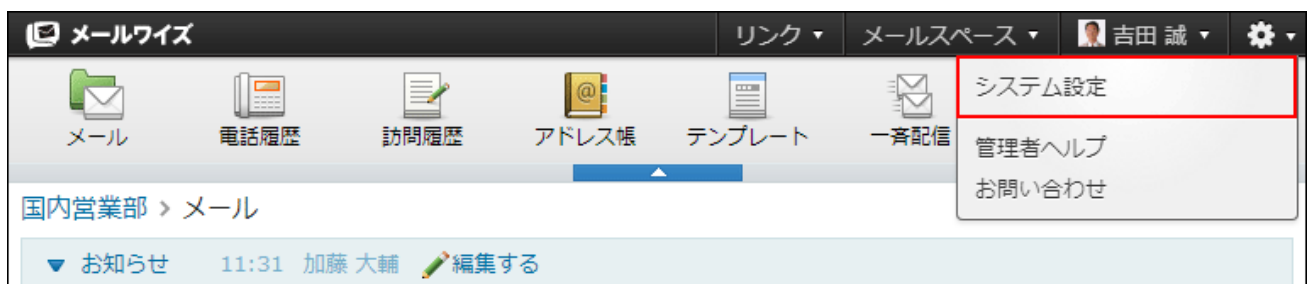 メールワイズ リンク メールスペース 吉田 誠
システム設定
メール 電話履歴 訪問履歴 アドレス帳 テンプレート 一斉配信
管理者ヘルプ
お問い合わせ
国内営業部 > メール
お知らせ 11:31 加藤 大輔 編集する